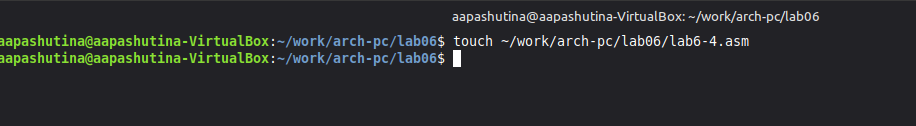 aapashutina@aapashutina-VirtualBox: ~/work/arch-pc/lab06
aapashutina@aapashutina-VirtualBox:~/work/arch-pc/lab06$ touch ~/work/arch-pc/lab06/lab6-4.asm
aapashutina@aapashutina-VirtualBox:~/work/arch-pc/lab06$